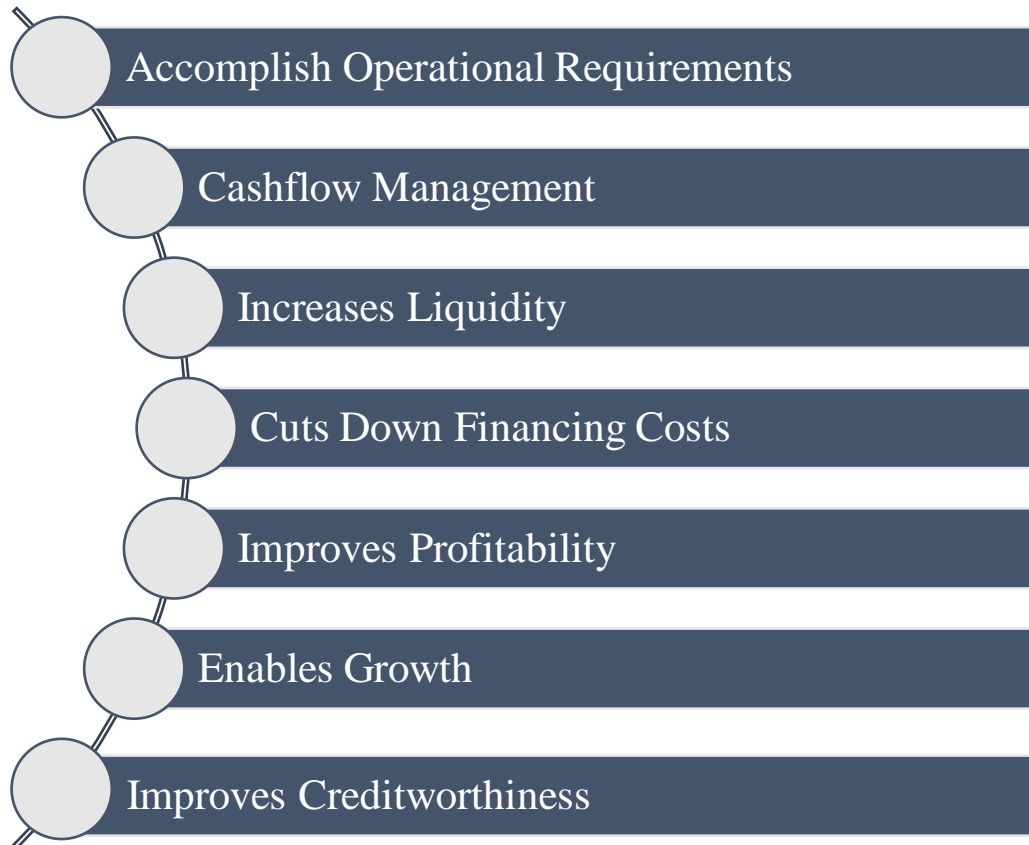 Accomplish Operational Requirements
Cashflow Management
Increases Liquidity
Cuts Down Financing Costs
Improves Profitability
Enables Growth
Improves Creditworthiness